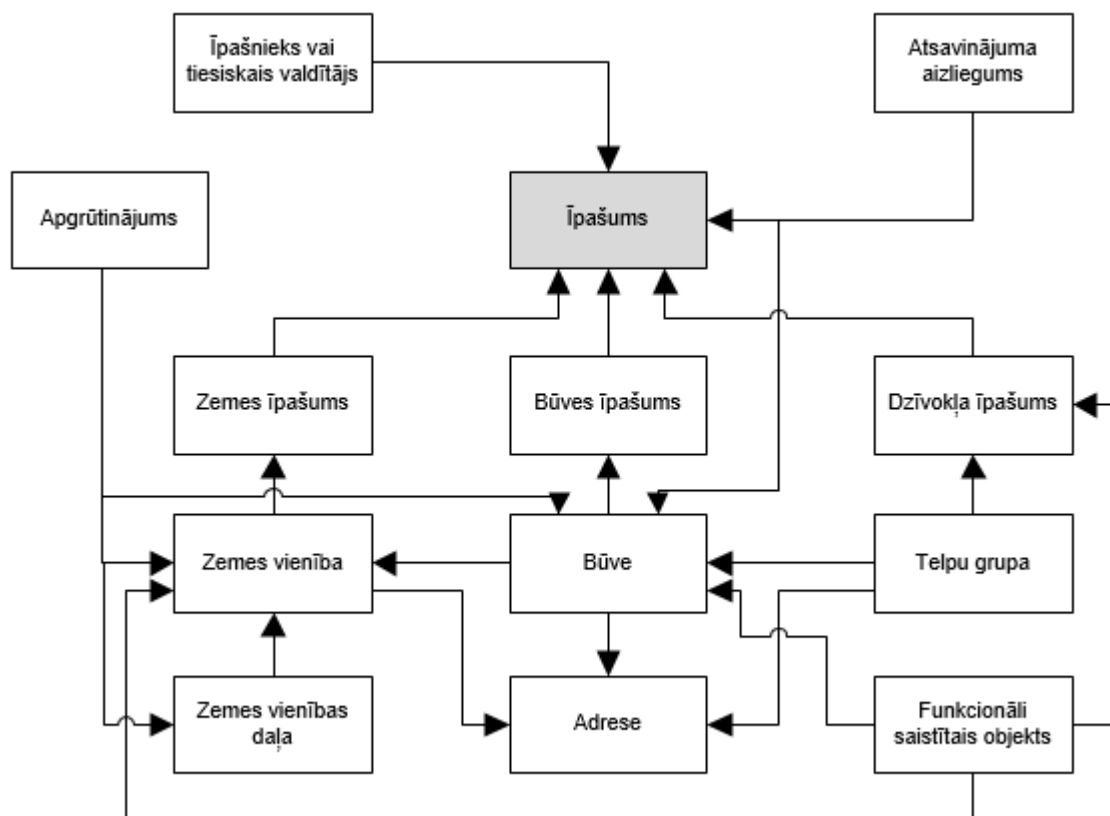 Īpašnieks vai
tiesiskais valdītājs
Atsavinājuma
aizliegums
Apgrūtinājums
Īpašums
Zemes īpašums
Būves īpašums
Dzīvokļa īpašums
Zemes vienība
Būve
Telpu grupa
Zemes vienības
daļa
Adrese
Funkcionāli
saistītais objekts